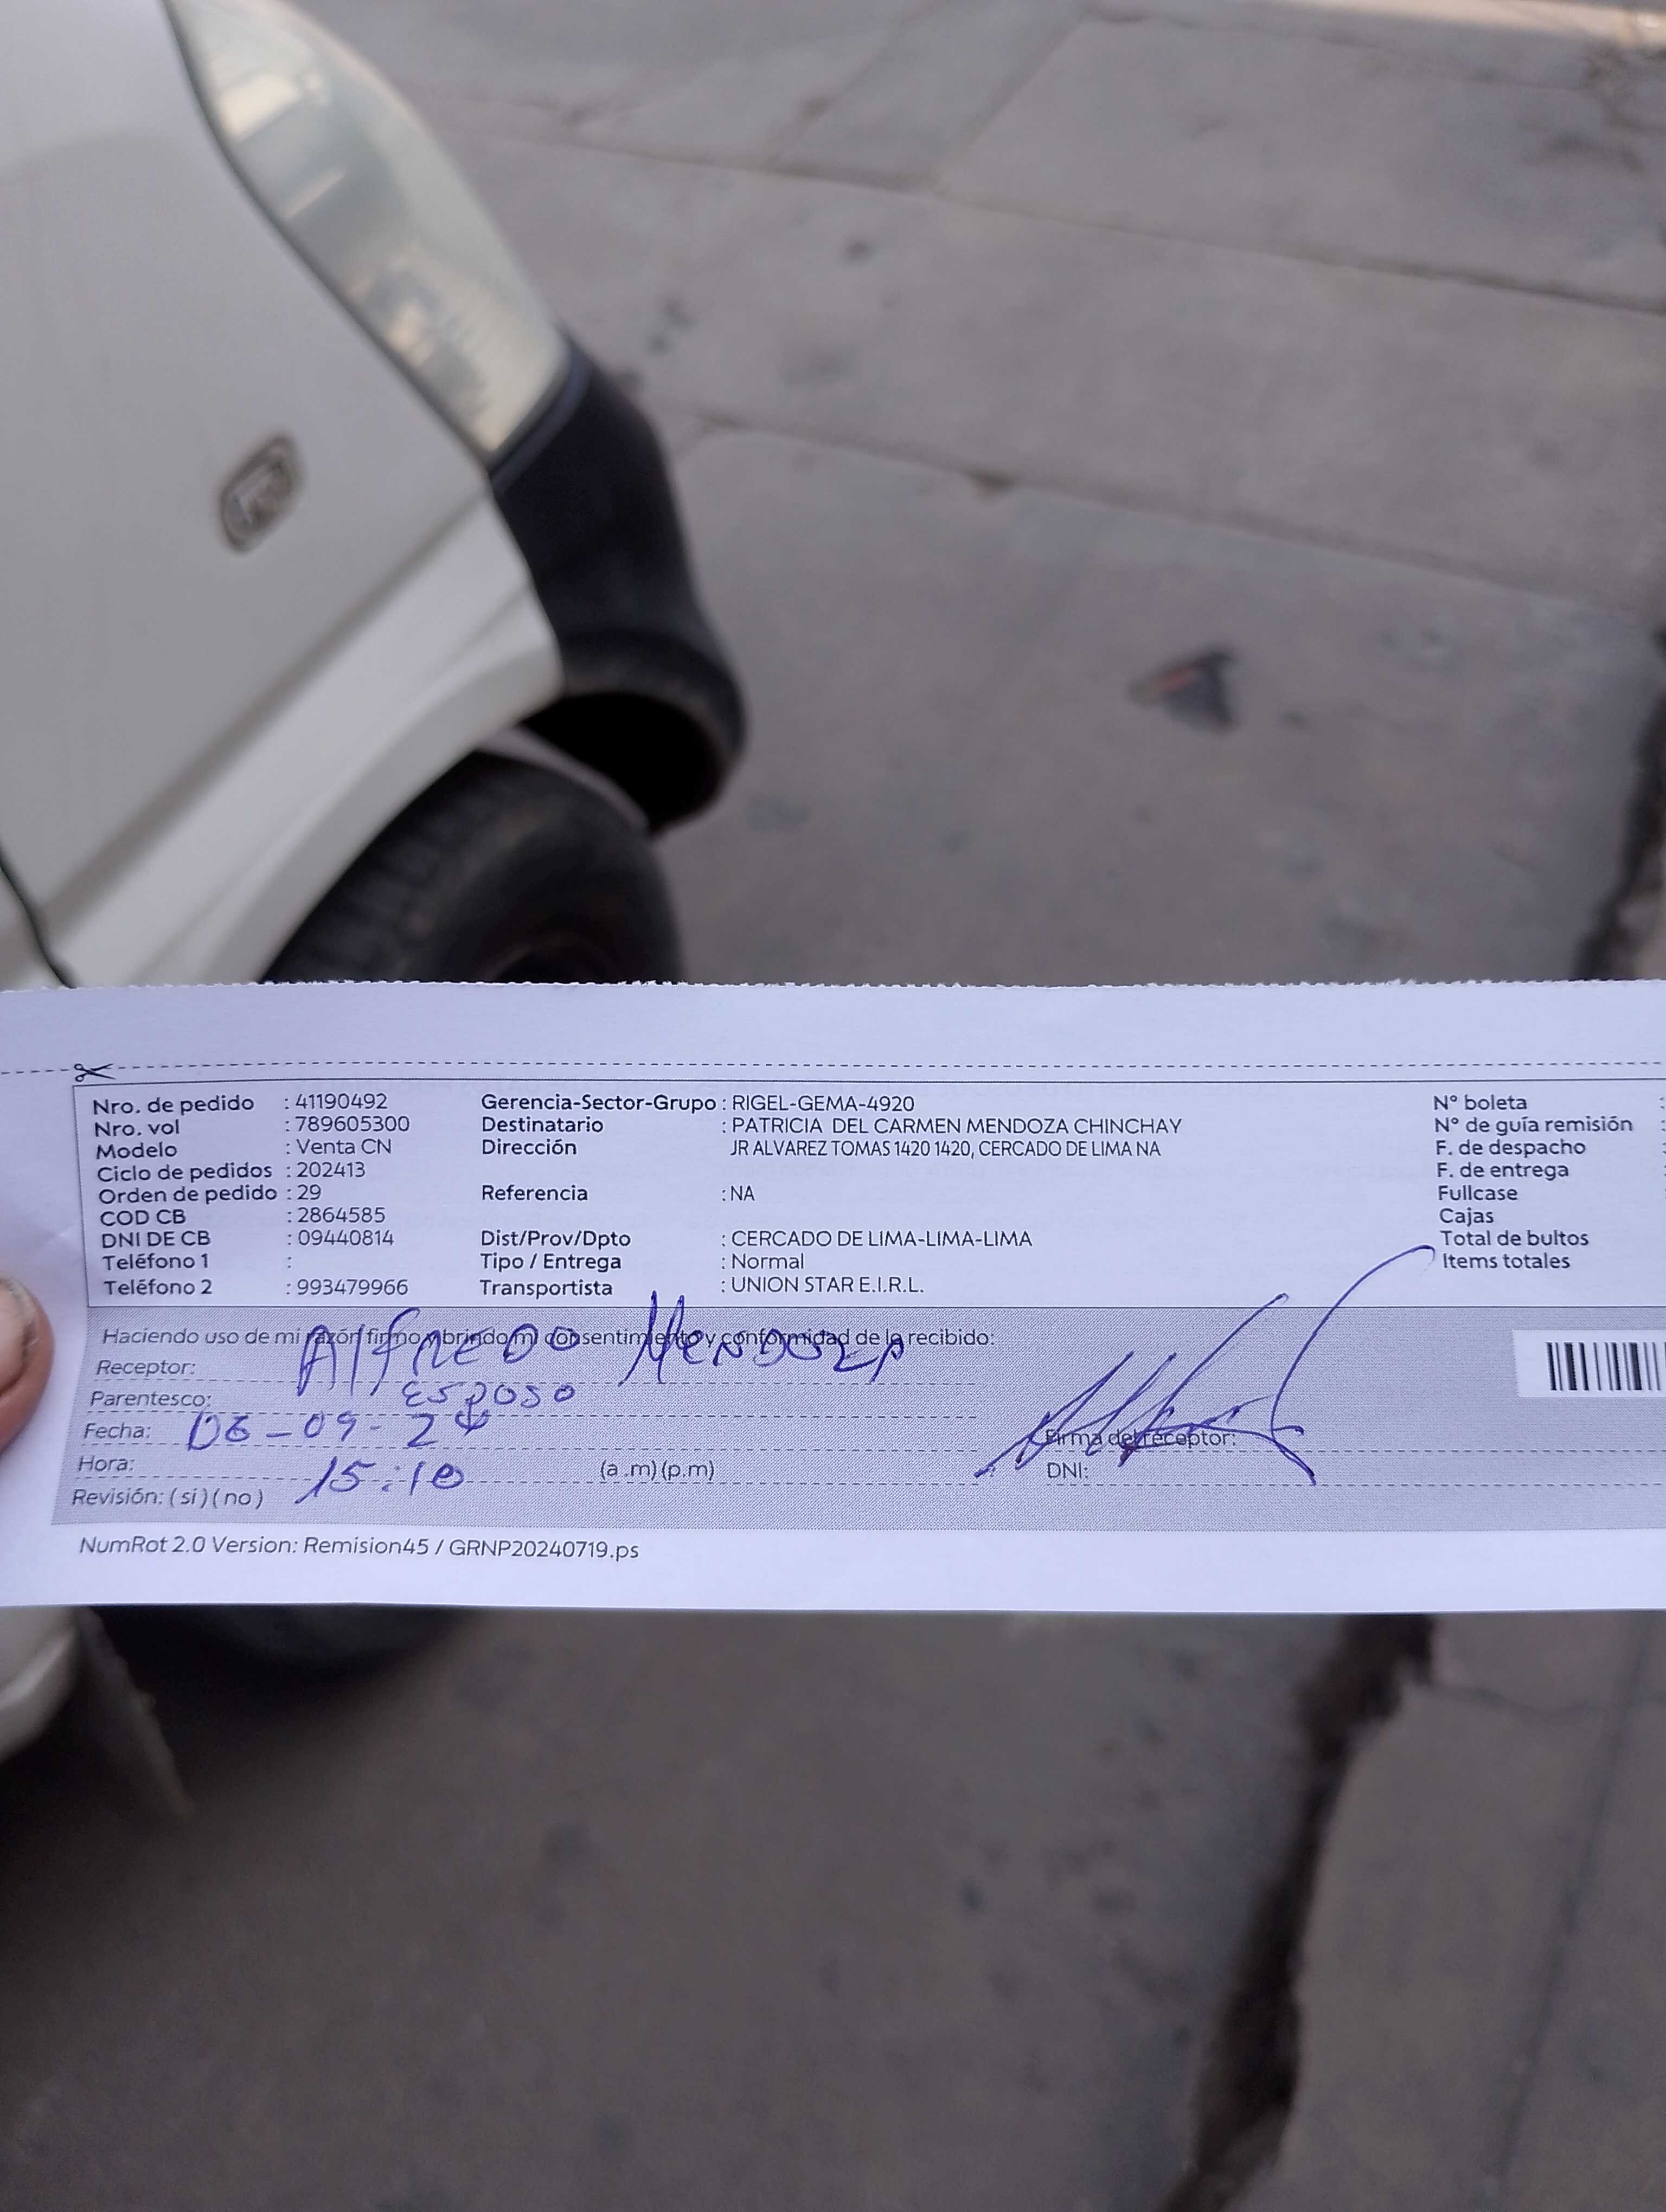 Nro. de pedido : 41190492 Gerencia-Sector-Grupo : RIGEL-GEMA-4920 N° boleta :
Nro. vol : 789605300 Destinatario : PATRICIA DEL CARMEN MENDOZA CHINCHAY N° de guía remisión :
Modelo : Venta CN Dirección JR ALVAREZ TOMAS 1420 1420, CERCADO DE LIMA NA F. de despacho
Ciclo de pedidos : 202413 F. de entrega
Orden de pedido : 29 Referencia : NA Fullcase
COD CB : 2864585 Cajas
DNI DE CB : 09440814 Dist/Prov/Dpto : CERCADO DE LIMA-LIMA-LIMA Total de bultos
Teléfono 1 : Tipo / Entrega : Normal Items totales
Teléfono 2 : 993479966 Transportista : UNION STAR E.I.R.L.
Haciendo uso de mi razón firmo y brindo mi consentimiento y conformidad de lo recibido:
Receptor: Alfredo Mendoza
Parentesco: ESPOSO
Fecha: 06-09-24 Firma del receptor:
Hora: 15:10 (a.m) (p.m) DNI:
Revisión: (si) (no)
NumRot 2.0 Version: Remision45 / GRNP20240719.ps